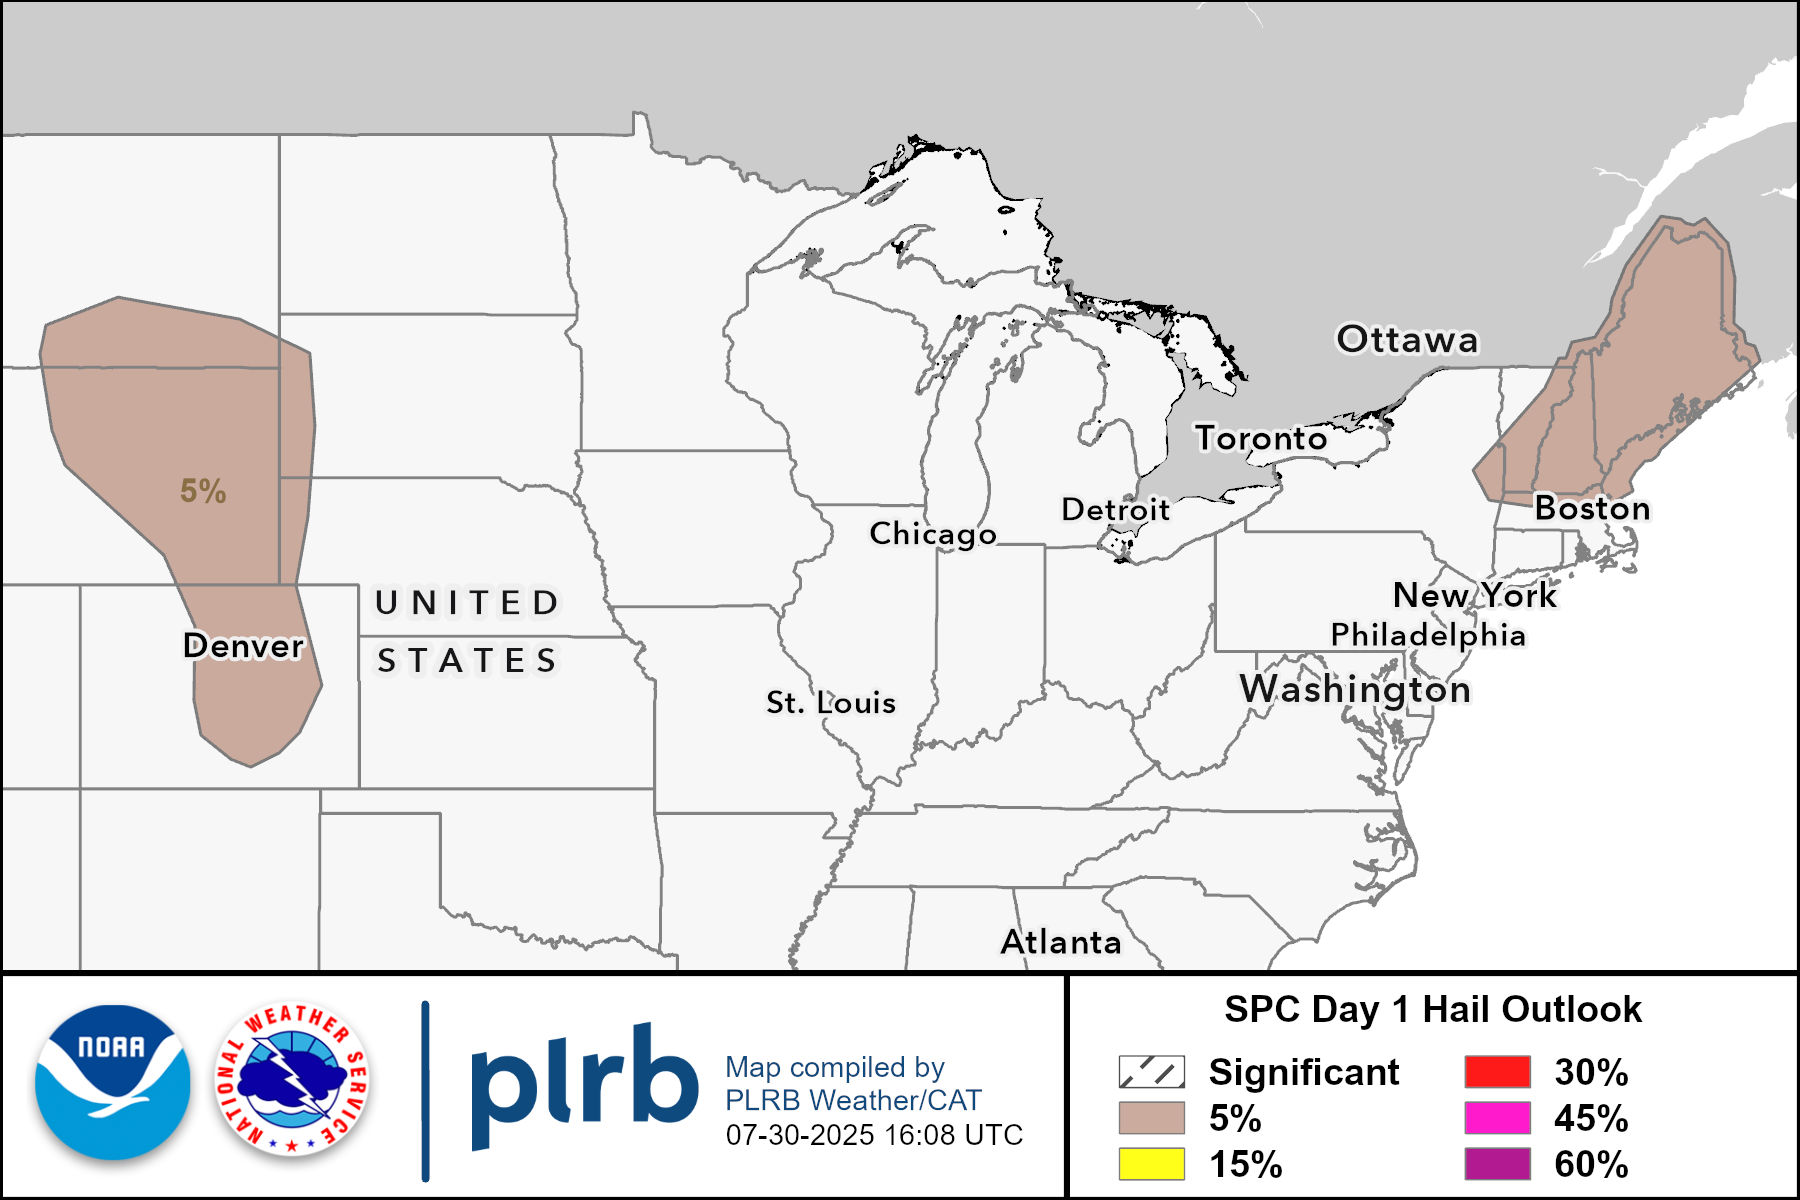 Ottawa
Toronto
5%
Boston
Detroit
Chicago
New York
UNITED
Philadelphia
Denver
STATES
Washington
St. Louis
Atlanta
NOAA
NATIONAL WEATHER SERVICE
plrb
Map compiled by
PLRB Weather/CAT
07-30-2025 16:08 UTC
SPC Day 1 Hail Outlook
Significant
5%
15%
30%
45%
60%